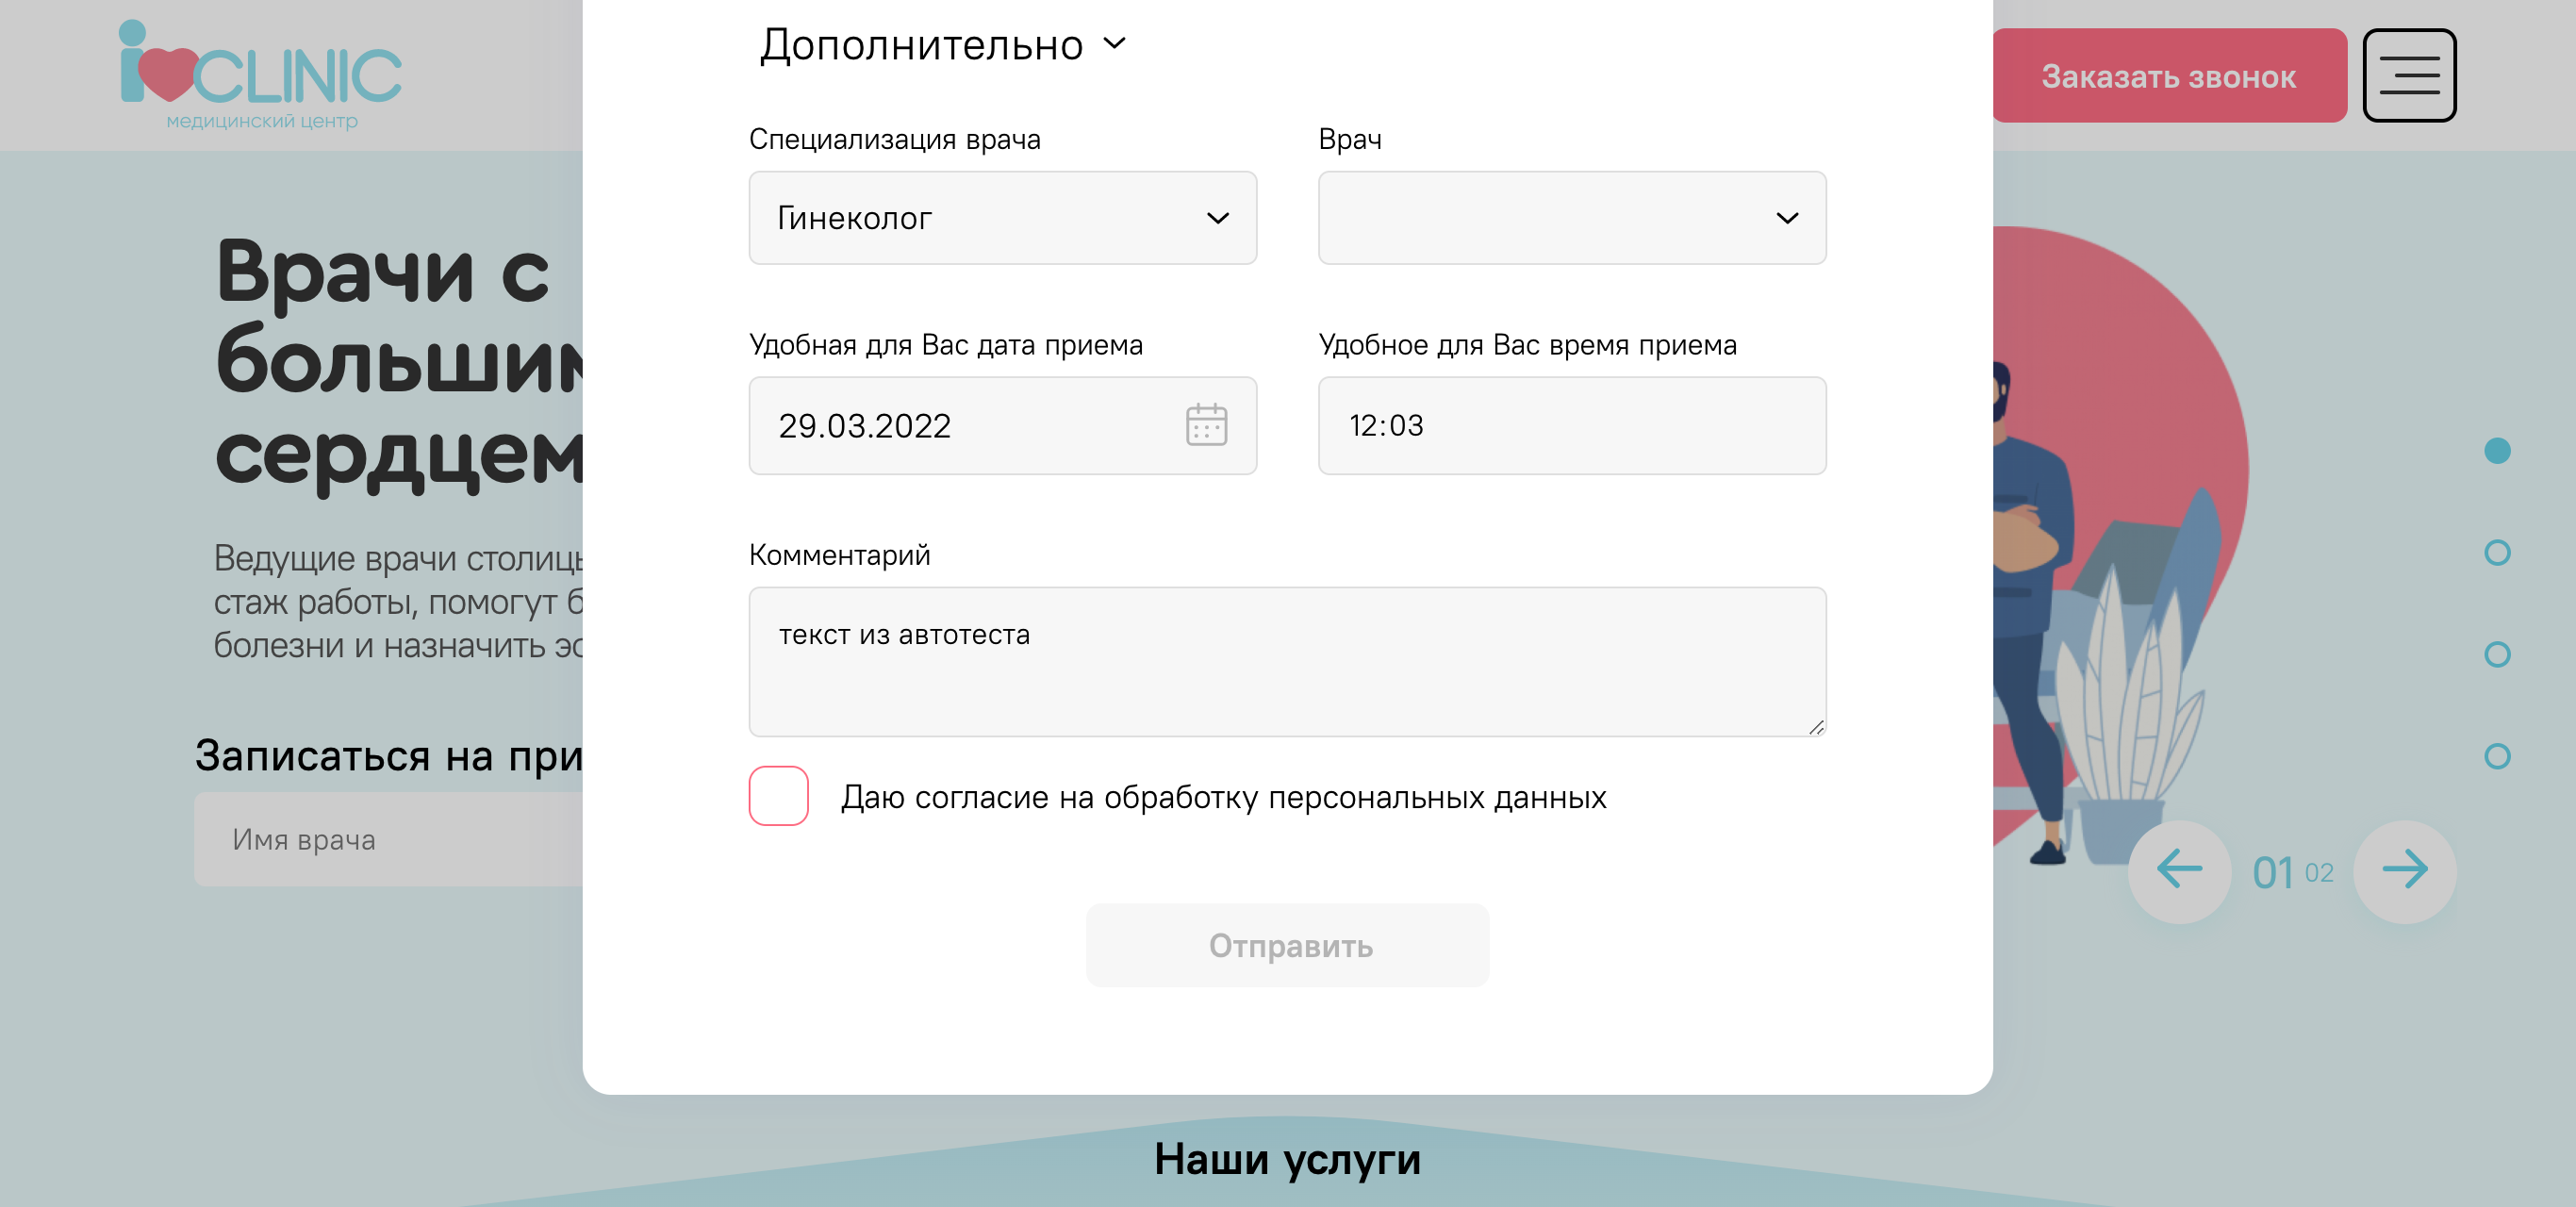 iCLINIC
медицинский центр
Заказать звонок
Врачи с
большим
сердцем
Ведущие врачи столицы
стаж работы, помогут
болезни и назначить
Записаться на при
Имя врача
Дополнительно
Специализация врача
Врач
Гинеколог
Удобная для Вас дата приема
Удобное для Вас время приема
29.03.2022
12:03
Комментарий
текст из автотеста
Даю согласие на обработку персональных данных
Отправить
01 02
Наши услуги